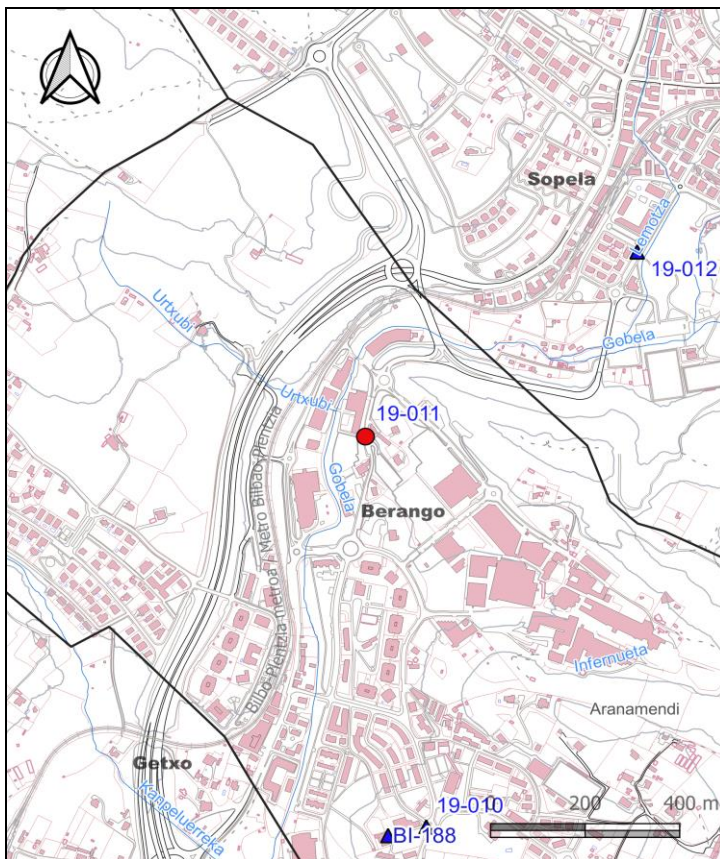 Sopela
Lemotza
19-012
Urtxubi
Gobela
Urtxubi
19-011
Gobela
Berango
Bilbo-Plentzia metroa / Metro Bilbao-Plentzia
Infernueta
Aranamendi
Getxo
Kanpeluerreka
19-010
BI-188
0 200 400 m